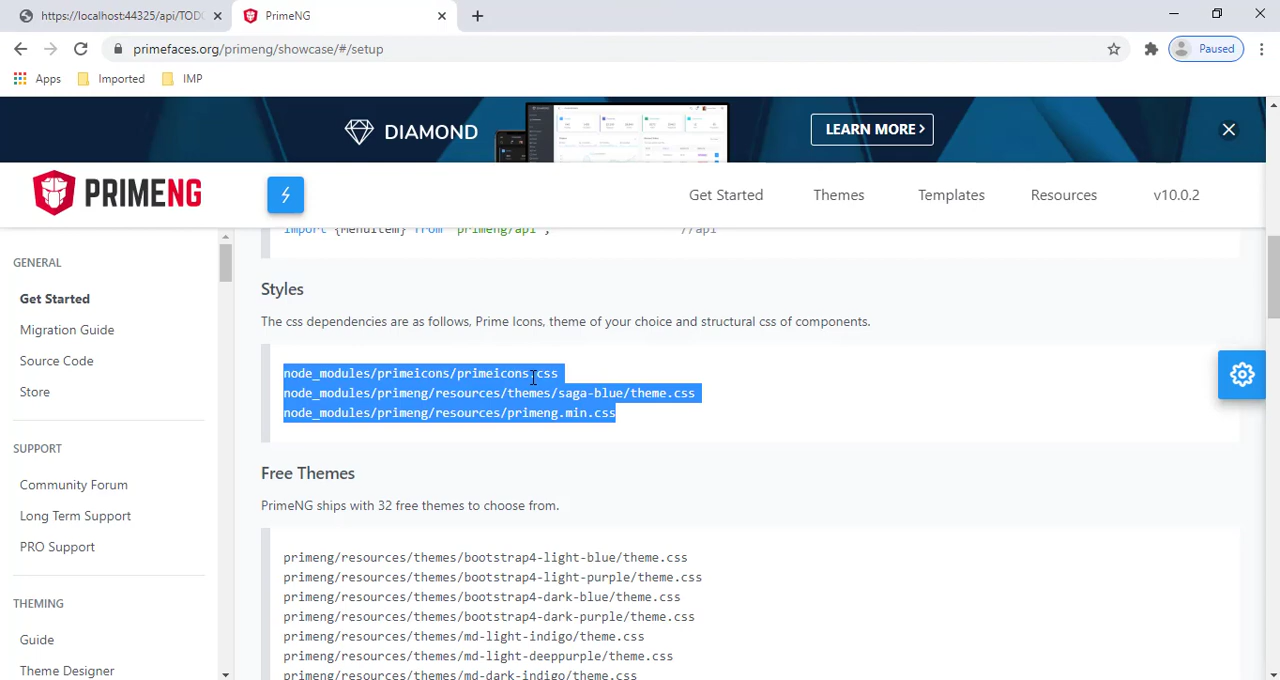 https://localhost:44325/api/TODO
PrimeNG
primefaces.org/primeng/showcase/#/setup
Paused
Apps
Imported
IMP
DIAMOND
LEARN MORE
PRIMENG
Get Started
Themes
Templates
Resources
v10.0.2
import {MenuItem} from 'primeng/api'; //api
GENERAL
Get Started
Migration Guide
Source Code
Store
SUPPORT
Community Forum
Long Term Support
PRO Support
THEMING
Guide
Theme Designer
Styles
The css dependencies are as follows, Prime Icons, theme of your choice and structural css of components.
node_modules/primeicons/primeicons.css
node_modules/primeng/resources/themes/saga-blue/theme.css
node_modules/primeng/resources/primeng.min.css
Free Themes
PrimeNG ships with 32 free themes to choose from.
primeng/resources/themes/bootstrap4-light-blue/theme.css
primeng/resources/themes/bootstrap4-light-purple/theme.css
primeng/resources/themes/bootstrap4-dark-blue/theme.css
primeng/resources/themes/bootstrap4-dark-purple/theme.css
primeng/resources/themes/md-light-indigo/theme.css
primeng/resources/themes/md-light-deeppurple/theme.css
primeng/resources/themes/md-dark-indigo/theme.css